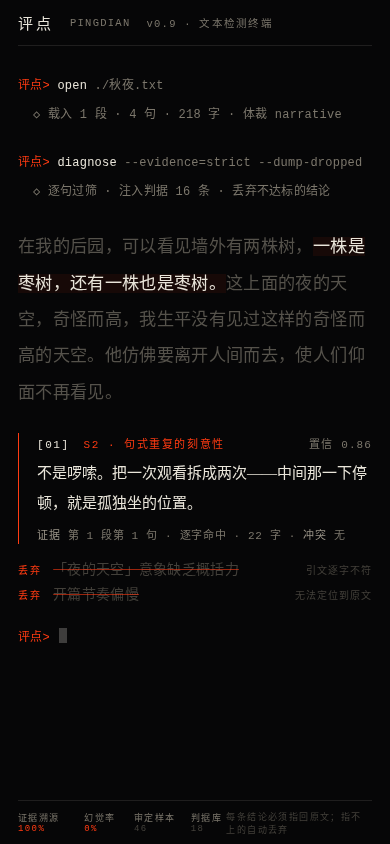 评点 PINGDIAN v0.9 · 文本检测终端
评点> open ./秋夜.txt
◇ 载入 1 段 · 4 句 · 218 字 · 体裁 narrative
评点> diagnose --evidence=strict --dump-dropped
◇ 逐句过筛 · 注入判据 16 条 · 丢弃不达标的结论
在我的后园，可以看见墙外有两株树，一株是
枣树，还有一株也是枣树。这上面的夜的天
空，奇怪而高，我生平没有见过这样的奇怪而
高的天空。他仿佛要离开人间而去，使人们仰
面不再看见。
[01] S2 · 句式重复的刻意性 置信 0.86
不是啰嗦。把一次观看拆成两次——中间那一下停
顿，就是孤独坐的位置。
证据 第 1 段第 1 句 · 逐字命中 · 22 字 · 冲突 无
丢弃 「夜的天空」意象缺乏概括力 引文逐字不符
丢弃 开篇节奏偏慢 无法定位到原文
评点>
证据溯源 幻觉率 审定样本 判据库 每条结论必须指回原文；指不
100% 0% 46 18 上的自动丢弃